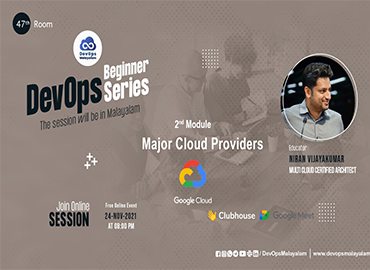 47th Room
DevOps
Malayalam
DevOps Beginner Series
The session will be in Malayalam
2nd Module
Major Cloud Providers
Google Cloud
Educator
NIRAN VIJAYAKUMAR
MULTI CLOUD CERTIFIED ARCHITECT
Join Online
SESSION
Free Online Event
24-NOV-2021
AT 08:00 PM
Clubhouse
Google Meet
/DevOpsMalayalam
www.devopsmalayalam